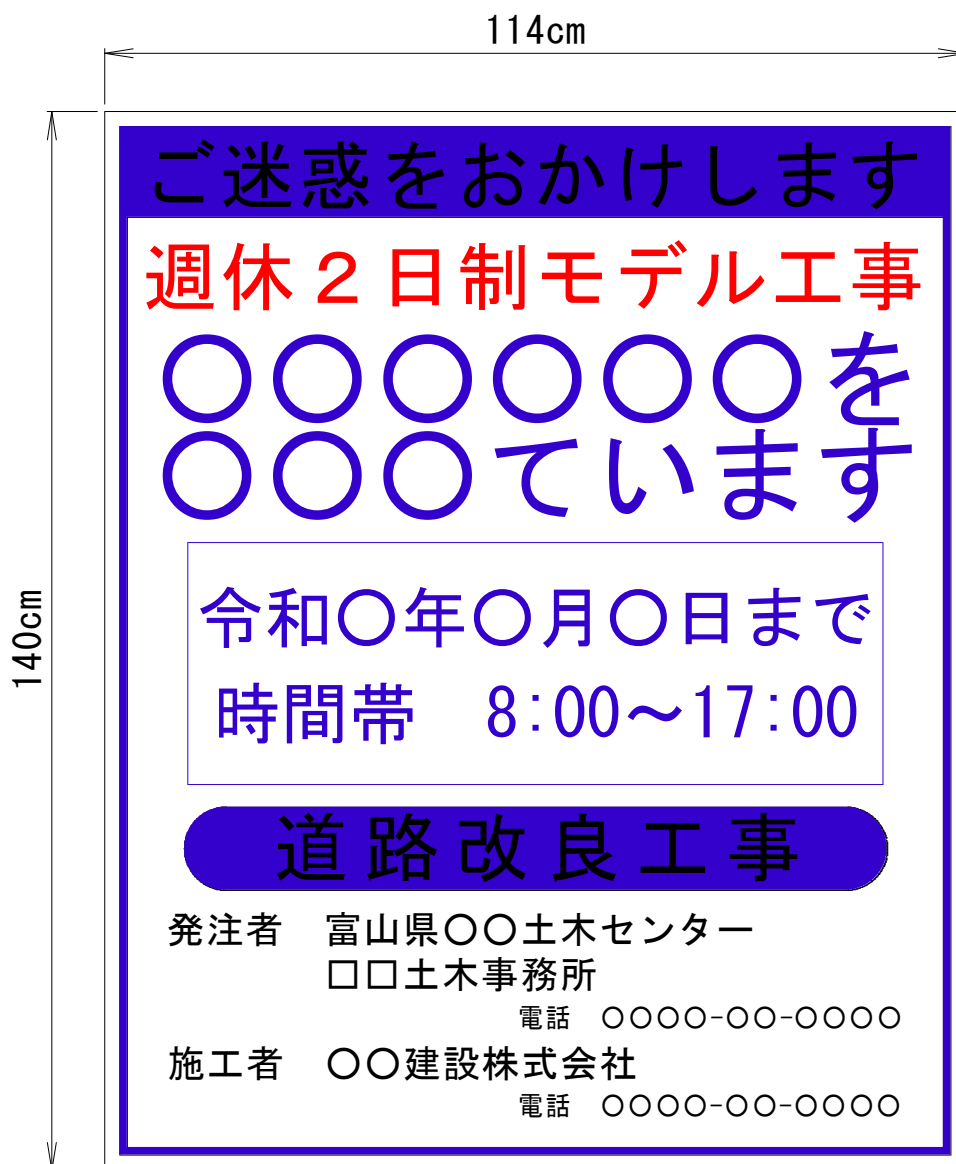 114cm
140cm
ご迷惑をおかけします
週休２日制モデル工事
〇〇〇〇〇〇を
〇〇〇ています
令和〇年〇月〇日まで
時間帯　8:00～17:00
道路改良工事
発注者　富山県〇〇土木センター
□□土木事務所
電話　〇〇〇〇-〇〇-〇〇〇〇
施工者　〇〇建設株式会社
電話　〇〇〇〇-〇〇-〇〇〇〇